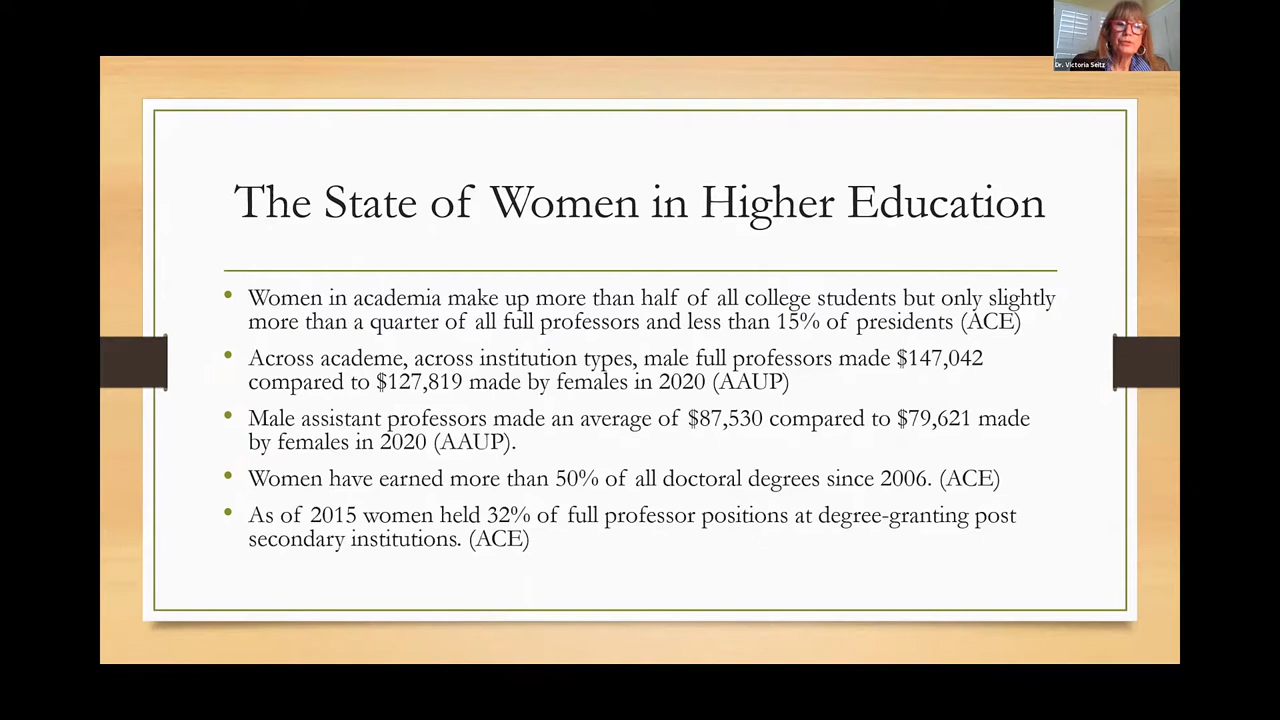 Dr. Victoria Seitz
The State of Women in Higher Education
• Women in academia make up more than half of all college students but only slightly
more than a quarter of all full professors and less than 15% of presidents (ACE)
• Across academe, across institution types, male full professors made $147,042
compared to $127,819 made by females in 2020 (AAUP)
• Male assistant professors made an average of $87,530 compared to $79,621 made
by females in 2020 (AAUP).
• Women have earned more than 50% of all doctoral degrees since 2006. (ACE)
• As of 2015 women held 32% of full professor positions at degree-granting post
secondary institutions. (ACE)